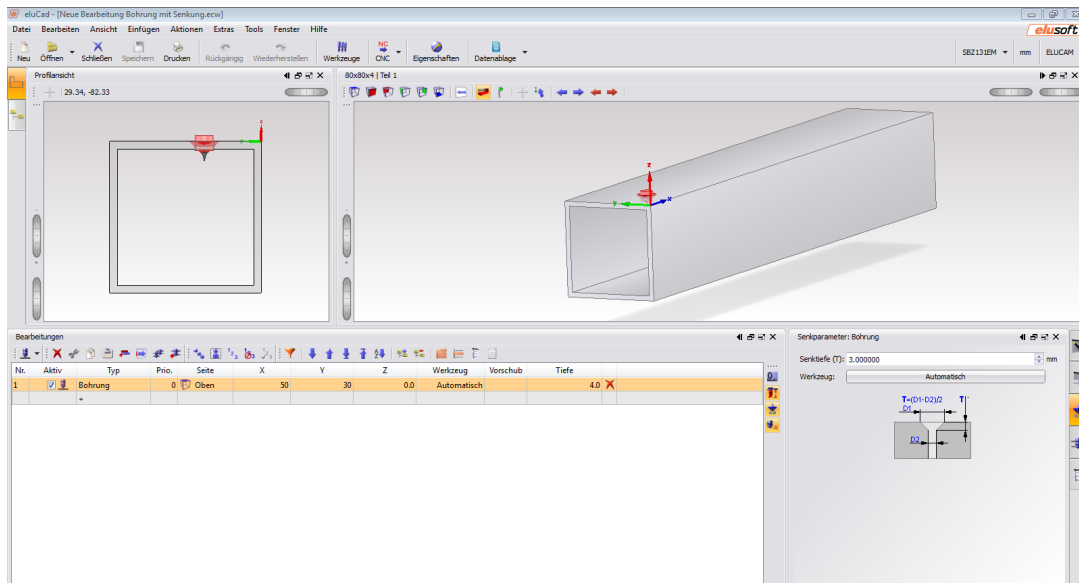 eluCad - [Neue Bearbeitung Bohrung mit Senkung.ecw]
Datei Bearbeiten Ansicht Einfügen Aktionen Extras Tools Fenster Hilfe
elusoft
Neu Öffnen Schließen Speichern Drucken Rückgängig Wiederherstellen Werkzeuge NC CNC Eigenschaften Datenablage SBZ131EM mm ELUCAM
Profilansicht
29.34, -82.33
z
y
80x80x4 | Teil 1
z
y
x
Bearbeitungen
Nr. Aktiv Typ Prio. Seite X Y Z Werkzeug Vorschub Tiefe
1 Bohrung 0 Oben 50 30 0.0 Automatisch 4.0
+
Senkparameter: Bohrung
Senktiefe (T): 3.000000 mm
Werkzeug: Automatisch
T=(D1-D2)/2 T
D1
D2